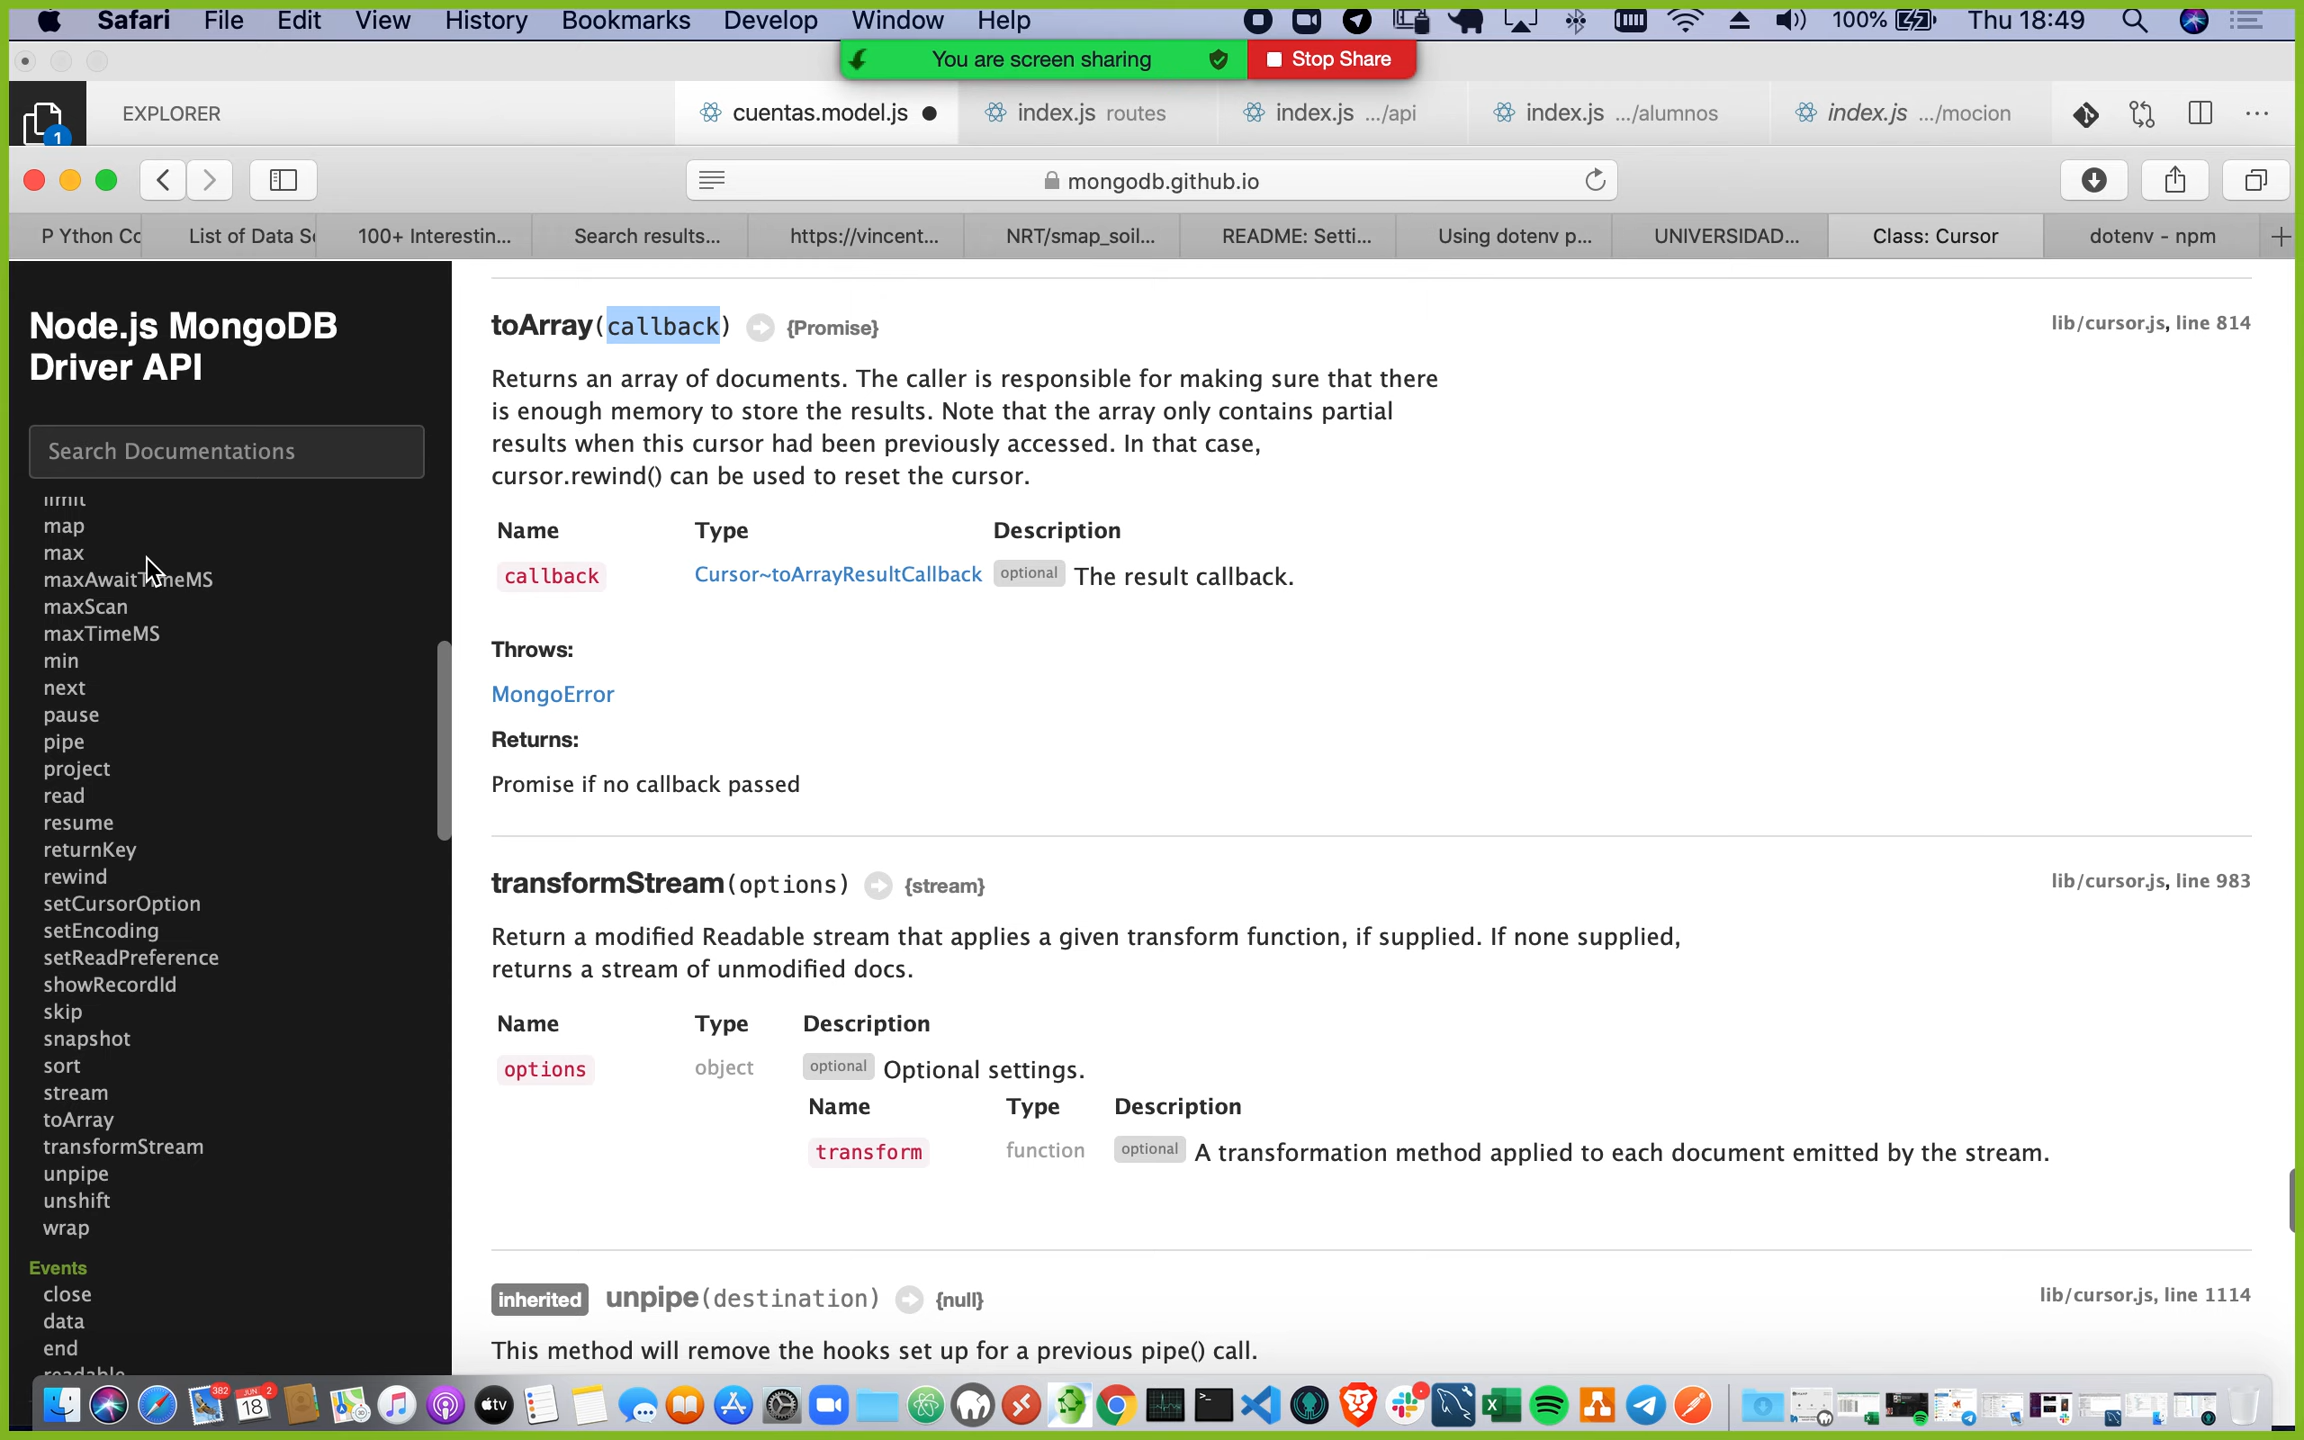 Safari File Edit View History Bookmarks Develop Window Help 100% Thu 18:49
You are screen sharing Stop Share
EXPLORER cuentas.model.js index.js routes index.js .../api index.js .../alumnos index.js .../mocion ...
1
mongodb.github.io
P Ython Co List of Data So 100+ Interestin... Search results... https://vincent... NRT/smap_soil... README: Setti... Using dotenv p... UNIVERSIDAD... Class: Cursor dotenv - npm
Node.js MongoDB
Driver API
Search Documentations
limit
map
max
maxAwaitTimeMS
maxScan
maxTimeMS
min
next
pause
pipe
project
read
resume
returnKey
rewind
setCursorOption
setEncoding
setReadPreference
showRecordId
skip
snapshot
sort
stream
toArray
transformStream
unpipe
unshift
wrap
Events
close
data
end
readable
toArray(callback) {Promise} lib/cursor.js, line 814
Returns an array of documents. The caller is responsible for making sure that there
is enough memory to store the results. Note that the array only contains partial
results when this cursor had been previously accessed. In that case,
cursor.rewind() can be used to reset the cursor.
Name Type Description
callback Cursor~toArrayResultCallback optional The result callback.
Throws:
MongoError
Returns:
Promise if no callback passed
transformStream(options) {stream} lib/cursor.js, line 983
Return a modified Readable stream that applies a given transform function, if supplied. If none supplied,
returns a stream of unmodified docs.
Name Type Description
options object optional Optional settings.
Name Type Description
transform function optional A transformation method applied to each document emitted by the stream.
inherited unpipe(destination) {null} lib/cursor.js, line 1114
This method will remove the hooks set up for a previous pipe() call.
382 JUN 2 18 tv